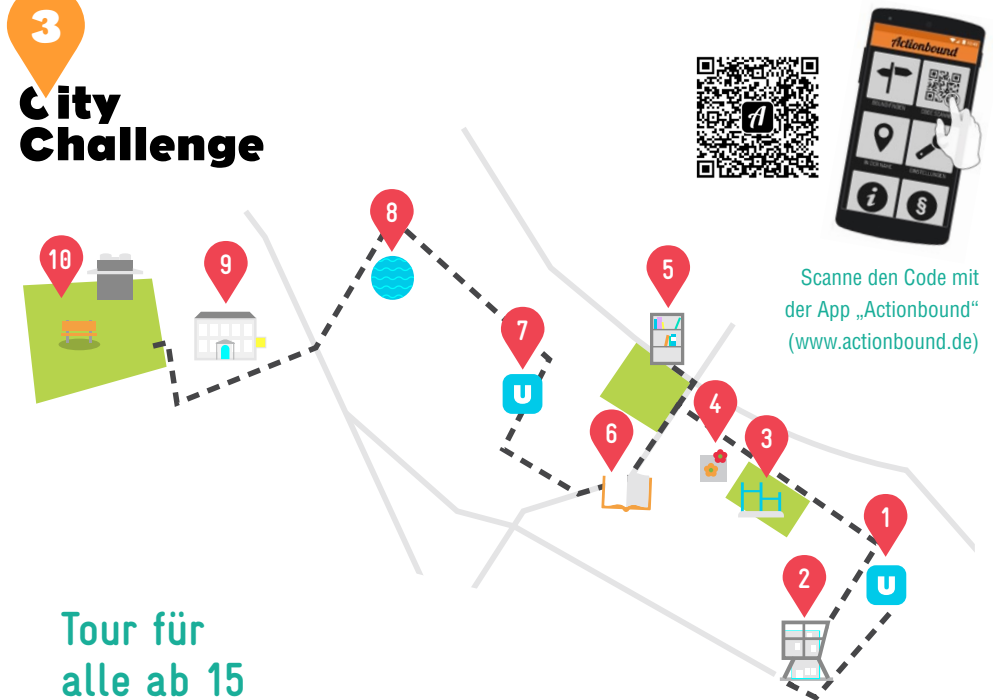 3
City
Challenge
Actionbound
Scanne den Code mit
der App „Actionbound“
(www.actionbound.de)
8
10
9
5
7
4
6
3
1
2
U
U
A
i
§
Tour für
alle ab 15